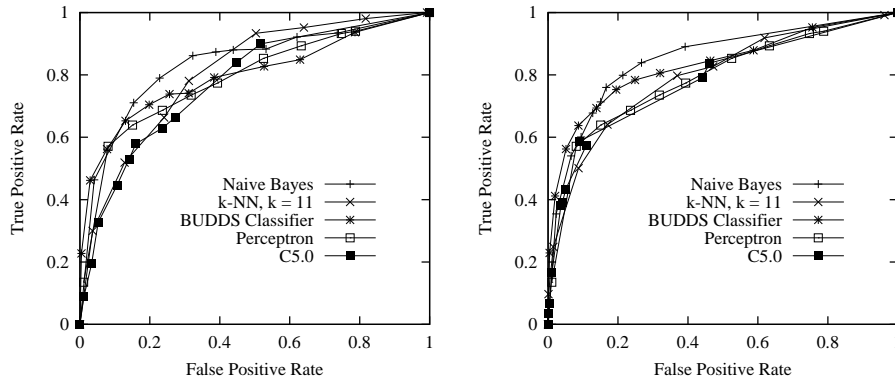 1
0.8
0.6
0.4
0.2
0
True Positive Rate
Naive Bayes
k-NN, k = 11
BUDDS Classifier
Perceptron
C5.0
0 0.2 0.4 0.6 0.8 1
False Positive Rate
1
0.8
0.6
0.4
0.2
0
True Positive Rate
Naive Bayes
k-NN, k = 11
BUDDS Classifier
Perceptron
C5.0
0 0.2 0.4 0.6 0.8
False Positive Rate